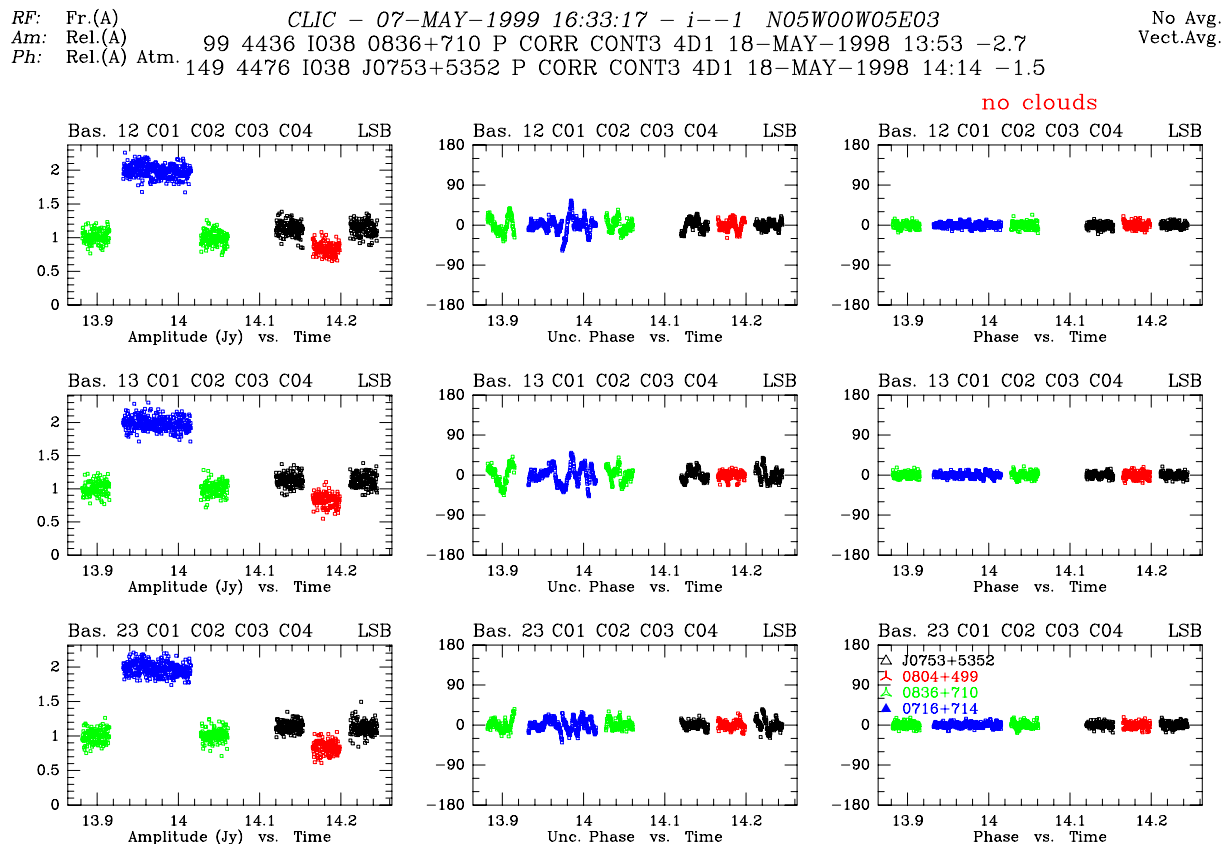 RF: Fr.(A) CLIC - 07-MAY-1999 16:33:17 - i--1 N05W00W05E03 No Avg.
Am: Rel.(A) 99 4436 I038 0836+710 P CORR CONT3 4D1 18-MAY-1998 13:53 -2.7 Vect.Avg.
Ph: Rel.(A) Atm. 149 4476 I038 J0753+5352 P CORR CONT3 4D1 18-MAY-1998 14:14 -1.5
no clouds
Bas. 12 C01 C02 C03 C04 LSB
2
1.5
1
0.5
0
13.9 14 14.1 14.2
Amplitude (Jy) vs. Time
Bas. 12 C01 C02 C03 C04 LSB
180
90
0
-90
-180
13.9 14 14.1 14.2
Unc. Phase vs. Time
Bas. 12 C01 C02 C03 C04 LSB
180
90
0
-90
-180
13.9 14 14.1 14.2
Phase vs. Time
Bas. 13 C01 C02 C03 C04 LSB
2
1.5
1
0.5
0
13.9 14 14.1 14.2
Amplitude (Jy) vs. Time
Bas. 13 C01 C02 C03 C04 LSB
180
90
0
-90
-180
13.9 14 14.1 14.2
Unc. Phase vs. Time
Bas. 13 C01 C02 C03 C04 LSB
180
90
0
-90
-180
13.9 14 14.1 14.2
Phase vs. Time
Bas. 23 C01 C02 C03 C04 LSB
2
1.5
1
0.5
0
13.9 14 14.1 14.2
Amplitude (Jy) vs. Time
Bas. 23 C01 C02 C03 C04 LSB
180
90
0
-90
-180
13.9 14 14.1 14.2
Unc. Phase vs. Time
Bas. 23 C01 C02 C03 C04 LSB
180
90
0
-90
-180
J0753+5352
0804+499
0836+710
0716+714
13.9 14 14.1 14.2
Phase vs. Time